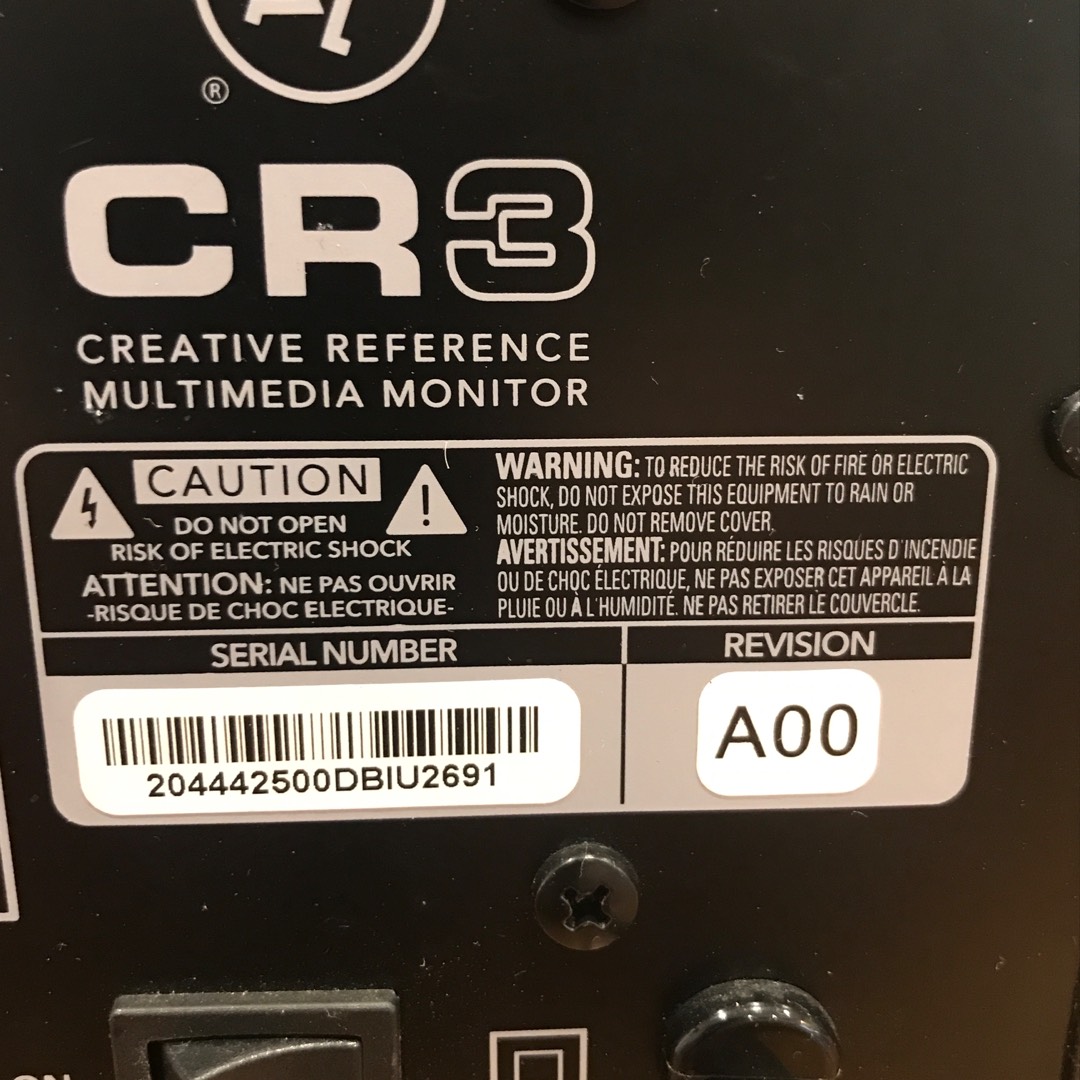 ®
CR3
CREATIVE REFERENCE
MULTIMEDIA MONITOR
CAUTION
DO NOT OPEN
RISK OF ELECTRIC SHOCK
ATTENTION: NE PAS OUVRIR
-RISQUE DE CHOC ELECTRIQUE-
WARNING: TO REDUCE THE RISK OF FIRE OR ELECTRIC
SHOCK, DO NOT EXPOSE THIS EQUIPMENT TO RAIN OR
MOISTURE. DO NOT REMOVE COVER.
AVERTISSEMENT: POUR RÉDUIRE LES RISQUES D'INCENDIE
OU DE CHOC ÉLECTRIQUE, NE PAS EXPOSER CET APPAREIL À LA
PLUIE OU À L'HUMIDITÉ. NE PAS RETIRER LE COUVERCLE.
SERIAL NUMBER
204442500DBIU2691
REVISION
A00
ON